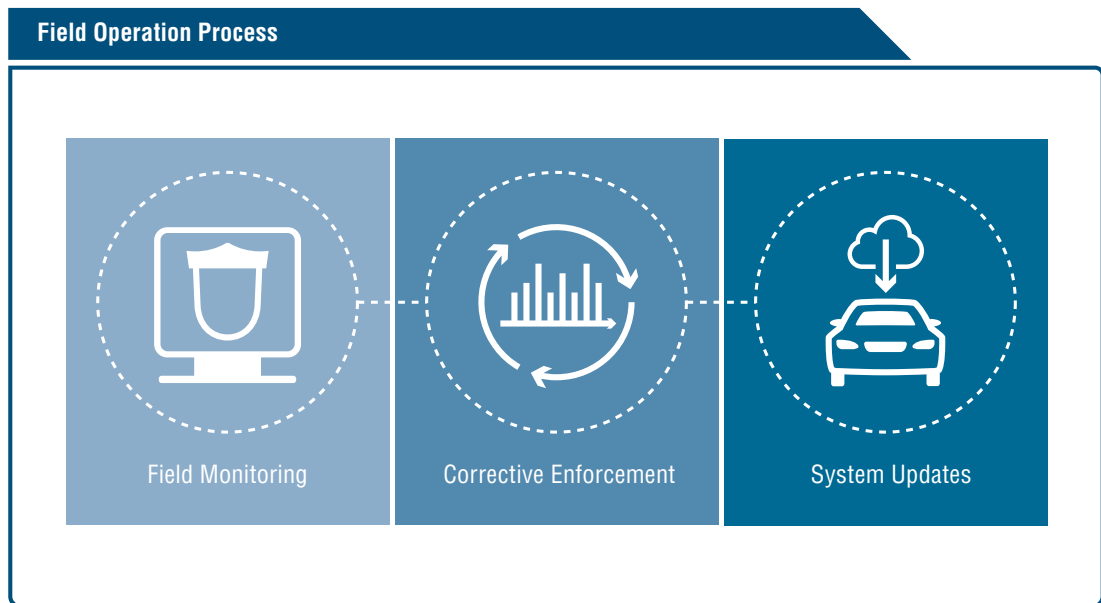 Field Operation Process
Field Monitoring
Corrective Enforcement
System Updates